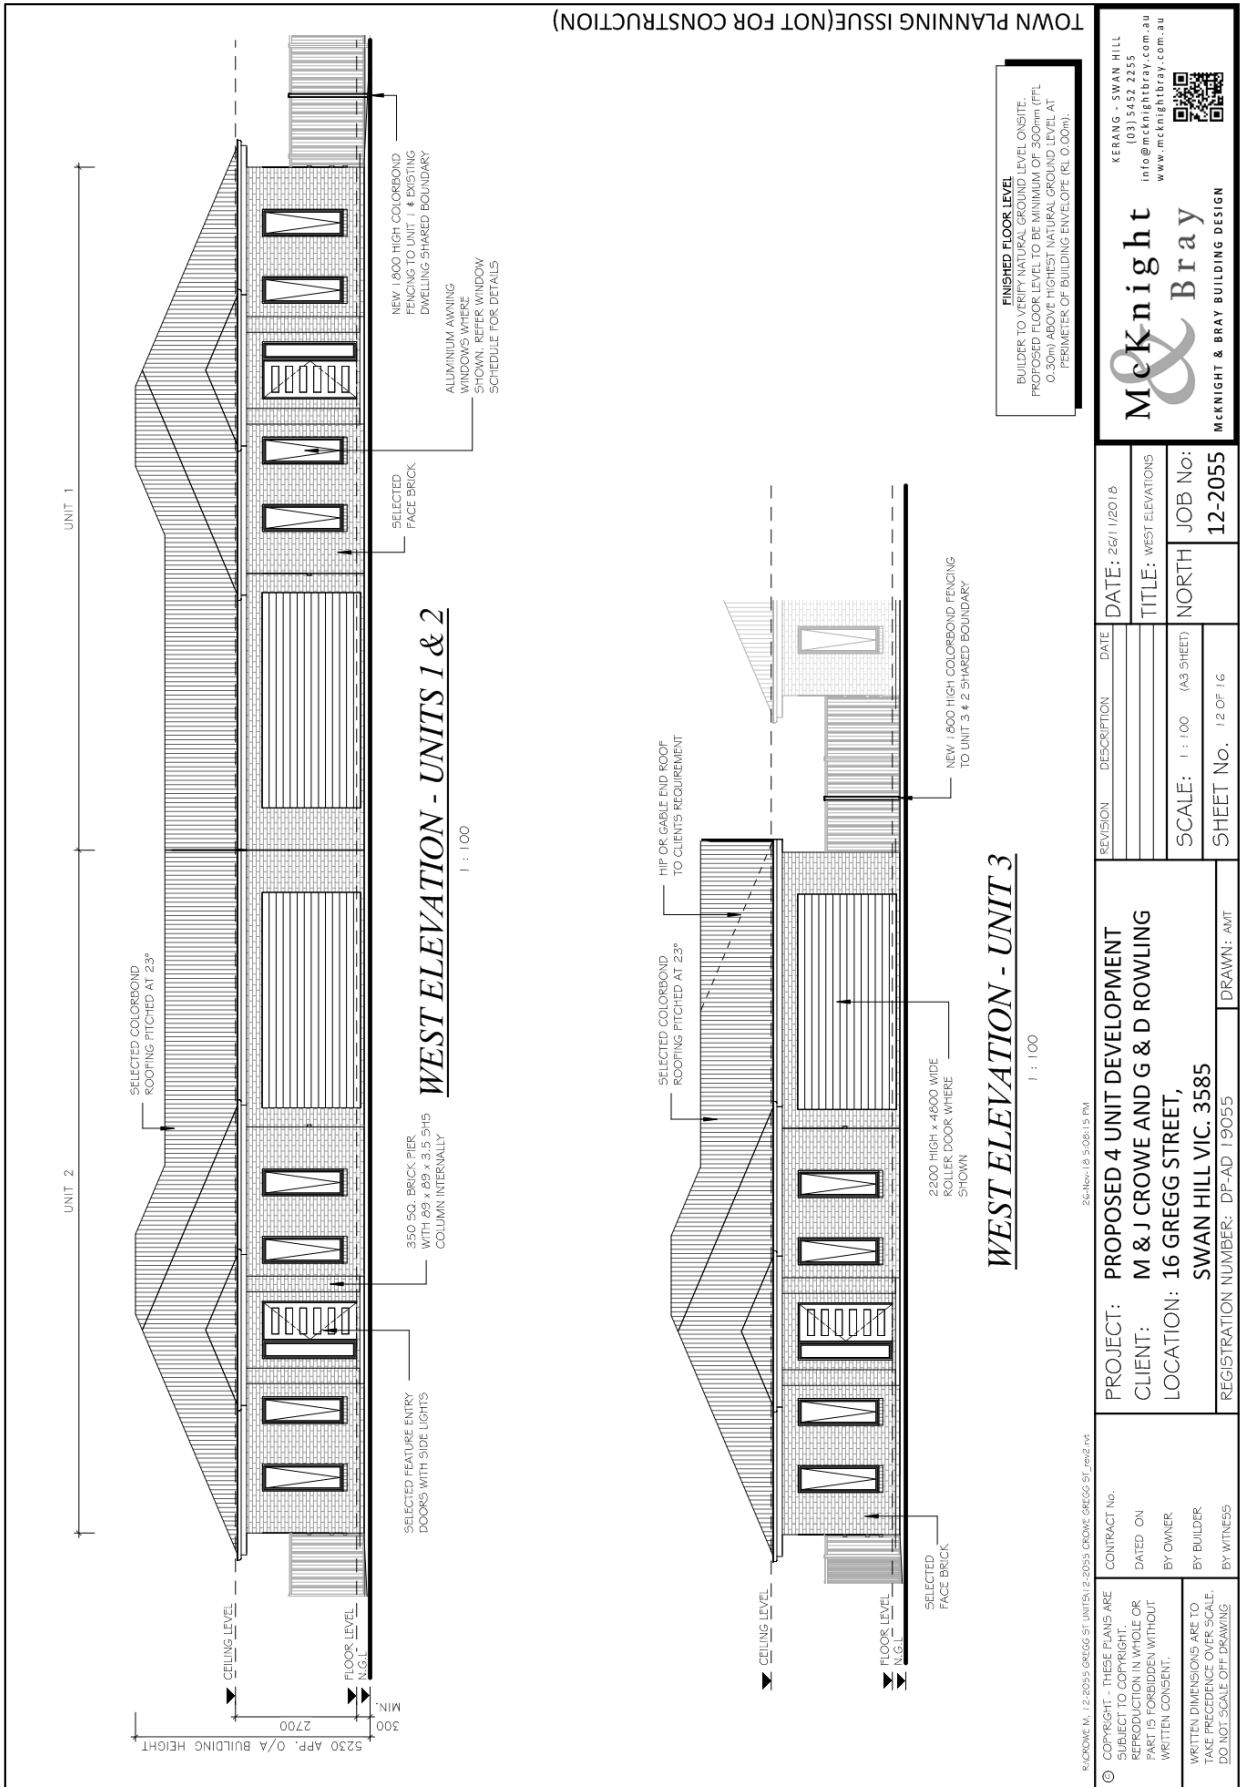 TOWN PLANNING ISSUE(NOT FOR CONSTRUCTION)
UNIT 2
UNIT 1
SELECTED COLORBOND
ROOFING PITCHED AT 23°
5230 APP. O/A BUILDING HEIGHT
2700
300
MIN.
CEILING LEVEL
FLOOR LEVEL
N.G.L
SELECTED FEATURE ENTRY
DOORS WITH SIDE LIGHTS
350 SQ. BRICK PIER
WITH 89 x 89 x 3.5 SHS
COLUMN INTERNALLY
SELECTED
FACE BRICK
ALUMINIUM AWNING
WINDOWS WHERE
SHOWN, REFER WINDOW
SCHEDULE FOR DETAILS
NEW 1800 HIGH COLORBOND
FENCING TO UNIT 1 & EXISTING
DWELLING SHARED BOUNDARY
WEST ELEVATION - UNITS 1 & 2
1 : 100
SELECTED COLORBOND
ROOFING PITCHED AT 23°
HIP OR GABLE END ROOF
TO CLIENTS REQUIREMENT
CEILING LEVEL
FLOOR LEVEL
N.G.L
SELECTED
FACE BRICK
2200 HIGH x 4800 WIDE
ROLLER DOOR WHERE
SHOWN
NEW 1800 HIGH COLORBOND FENCING
TO UNIT 3 & 2 SHARED BOUNDARY
WEST ELEVATION - UNIT 3
1 : 100
FINISHED FLOOR LEVEL
BUILDER TO VERIFY NATURAL GROUND LEVEL ONSITE.
PROPOSED FLOOR LEVEL TO BE MINIMUM OF 300mm (FFL
0.30m) ABOVE HIGHEST NATURAL GROUND LEVEL AT
PERIMETER OF BUILDING ENVELOPE (RL 0.00m).
R:\CROWE M, 12-2055 GREGG ST UNITS\12-2055 CROWE GREGG ST_rev2.rvt
26-Nov-18 5:08:15 PM
© COPYRIGHT - THESE PLANS ARE
SUBJECT TO COPYRIGHT.
REPRODUCTION IN WHOLE OR
PART IS FORBIDDEN WITHOUT
WRITTEN CONSENT.
WRITTEN DIMENSIONS ARE TO
TAKE PRECEDENCE OVER SCALE.
DO NOT SCALE OFF DRAWING
CONTRACT No.
DATED ON
BY OWNER
BY BUILDER
BY WITNESS
PROJECT: PROPOSED 4 UNIT DEVELOPMENT
CLIENT: M & J CROWE AND G & D ROWLING
LOCATION: 16 GREGG STREET,
SWAN HILL VIC. 3585
REGISTRATION NUMBER: DP-AD 19055
DRAWN: AMT
REVISION DESCRIPTION DATE
SCALE: 1 : 100 (A3 SHEET)
SHEET No. 12 OF 16
DATE: 26/11/2018
TITLE: WEST ELEVATIONS
NORTH
JOB No:
12-2055
McKnight
& Bray
McKNIGHT & BRAY BUILDING DESIGN
KERANG - SWAN HILL
(03) 5452 2255
info@mcknightbray.com.au
www.mcknightbray.com.au